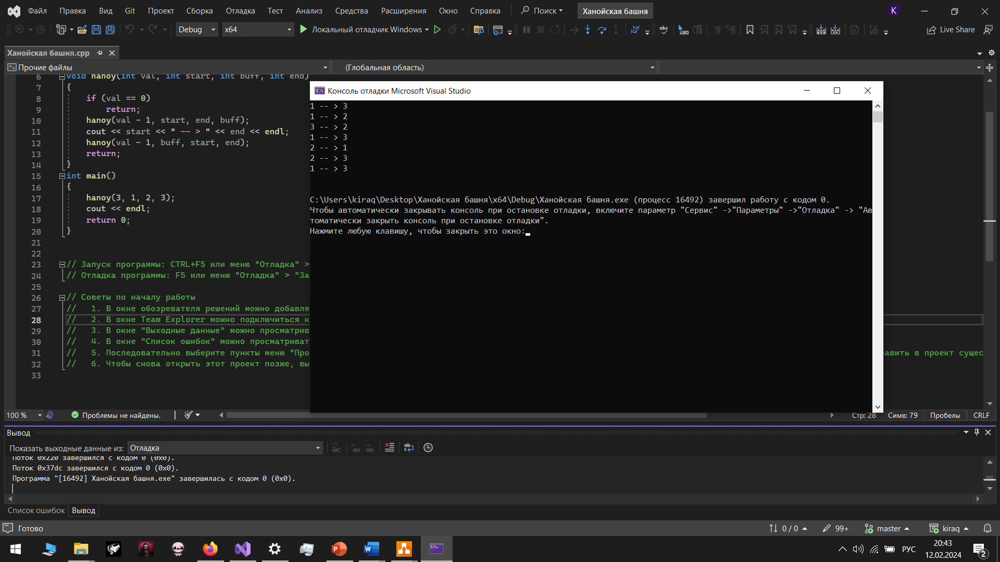 Файл Правка Вид Git Проект Сборка Отладка Тест Анализ Средства Расширения Окно Справка Поиск Ханойская башня K
Debug x64 Локальный отладчик Windows abc Live Share
Ханойская башня.cpp
Прочие файлы (Глобальная область)
6 void hanoy(int val, int start, int buff, int end)
7 {
8 if (val == 0)
9 return;
10 hanoy(val - 1, start, end, buff);
11 cout << start << " -- > " << end << endl;
12 hanoy(val - 1, buff, start, end);
13 return;
14 }
15 int main()
16 {
17 hanoy(3, 1, 2, 3);
18 cout << endl;
19 return 0;
20 }
21
22
23 // Запуск программы: CTRL+F5 или меню "Отладка" >
24 // Отладка программы: F5 или меню "Отладка" > "За
25
26 // Советы по началу работы
27 // 1. В окне обозревателя решений можно добавля
28 // 2. В окне Team Explorer можно подключиться к
29 // 3. В окне "Выходные данные" можно просматрив
30 // 4. В окне "Список ошибок" можно просматриват
31 // 5. Последовательно выберите пункты меню "Про авить в проект сущес
32 // 6. Чтобы снова открыть этот проект позже, вы
33
Консоль отладки Microsoft Visual Studio
1 -- > 3
1 -- > 2
3 -- > 2
1 -- > 3
2 -- > 1
2 -- > 3
1 -- > 3
C:\Users\kiraq\Desktop\Ханойская башня\x64\Debug\Ханойская башня.exe (процесс 16492) завершил работу с кодом 0.
Чтобы автоматически закрывать консоль при остановке отладки, включите параметр "Сервис" ->"Параметры" ->"Отладка" -> "Ав
томатически закрыть консоль при остановке отладки".
Нажмите любую клавишу, чтобы закрыть это окно:
100 % Проблемы не найдены. Стр: 28 Симв: 79 Пробелы CRLF
Вывод
Показать выходные данные из: Отладка
Поток 0x220 завершился с кодом 0 (0x0).
Поток 0x37dc завершился с кодом 0 (0x0).
Программа "[16492] Ханойская башня.exe" завершилась с кодом 0 (0x0).
Список ошибок Вывод
Готово 0 / 0 99+ master kiraq
РУС 20:43
12.02.2024 2